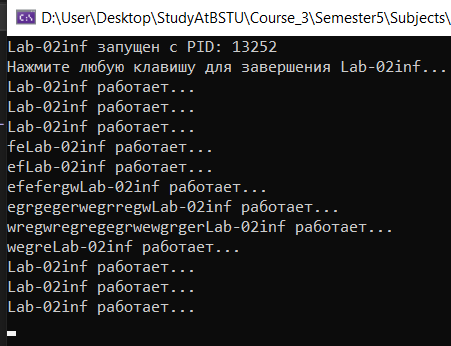 D:\User\Desktop\StudyAtBSTU\Course_3\Semester5\Subjects\
Lab-02inf запущен с PID: 13252
Нажмите любую клавишу для завершения Lab-02inf...
Lab-02inf работает...
Lab-02inf работает...
Lab-02inf работает...
feLab-02inf работает...
efLab-02inf работает...
efefergwLab-02inf работает...
egrgegerwegrregwLab-02inf работает...
wregwregregegrwewgrgerLab-02inf работает...
wegreLab-02inf работает...
Lab-02inf работает...
Lab-02inf работает...
Lab-02inf работает...